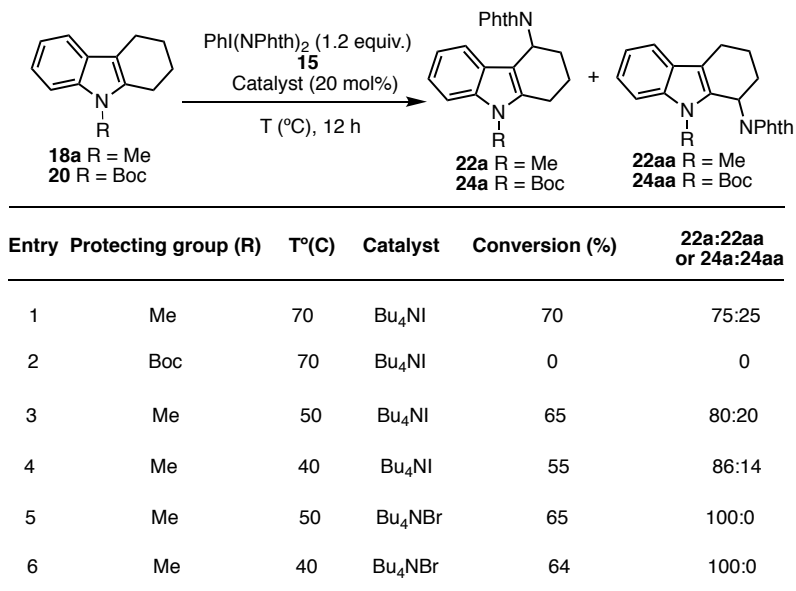 PhthN
PhI(NPhth)₂ (1.2 equiv.)
15
Catalyst (20 mol%)
T (ºC), 12 h
+
N
R
N
R
N
R
NPhth
18a R = Me
20 R = Boc
22a R = Me
24a R = Boc
22aa R = Me
24aa R = Boc
Entry Protecting group (R) Tº(C) Catalyst Conversion (%) 22a:22aa
or 24a:24aa
1 Me 70 Bu₄NI 70 75:25
2 Boc 70 Bu₄NI 0 0
3 Me 50 Bu₄NI 65 80:20
4 Me 40 Bu₄NI 55 86:14
5 Me 50 Bu₄NBr 65 100:0
6 Me 40 Bu₄NBr 64 100:0